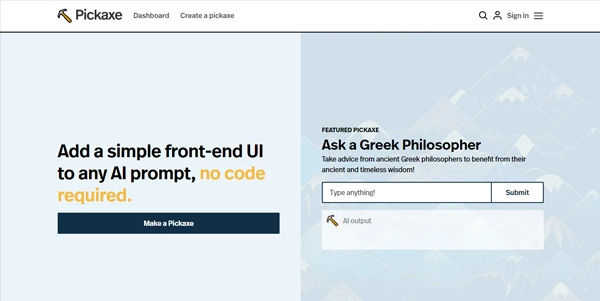 Pickaxe Dashboard Create a pickaxe Sign in
Add a simple front-end UI
to any AI prompt, no code
required.
Make a Pickaxe
FEATURED PICKAXE
Ask a Greek Philosopher
Take advice from ancient Greek philosophers to benefit from their
ancient and timeless wisdom!
Type anything! Submit
AI output